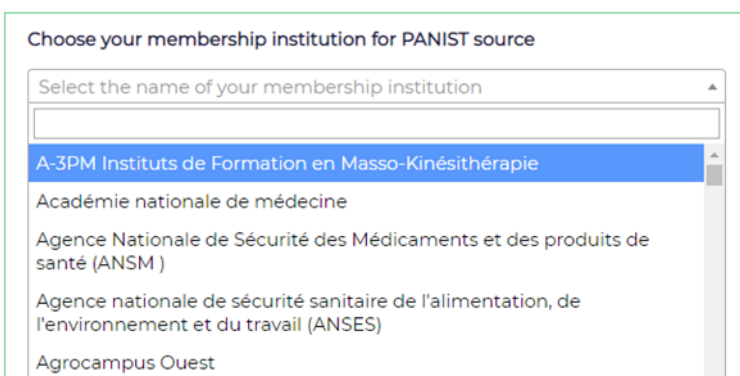 Choose your membership institution for PANIST source
Select the name of your membership institution
A-3PM Instituts de Formation en Masso-Kinésithérapie
Académie nationale de médecine
Agence Nationale de Sécurité des Médicaments et des produits de
santé (ANSM )
Agence nationale de sécurité sanitaire de l'alimentation, de
l'environnement et du travail (ANSES)
Agrocampus Ouest